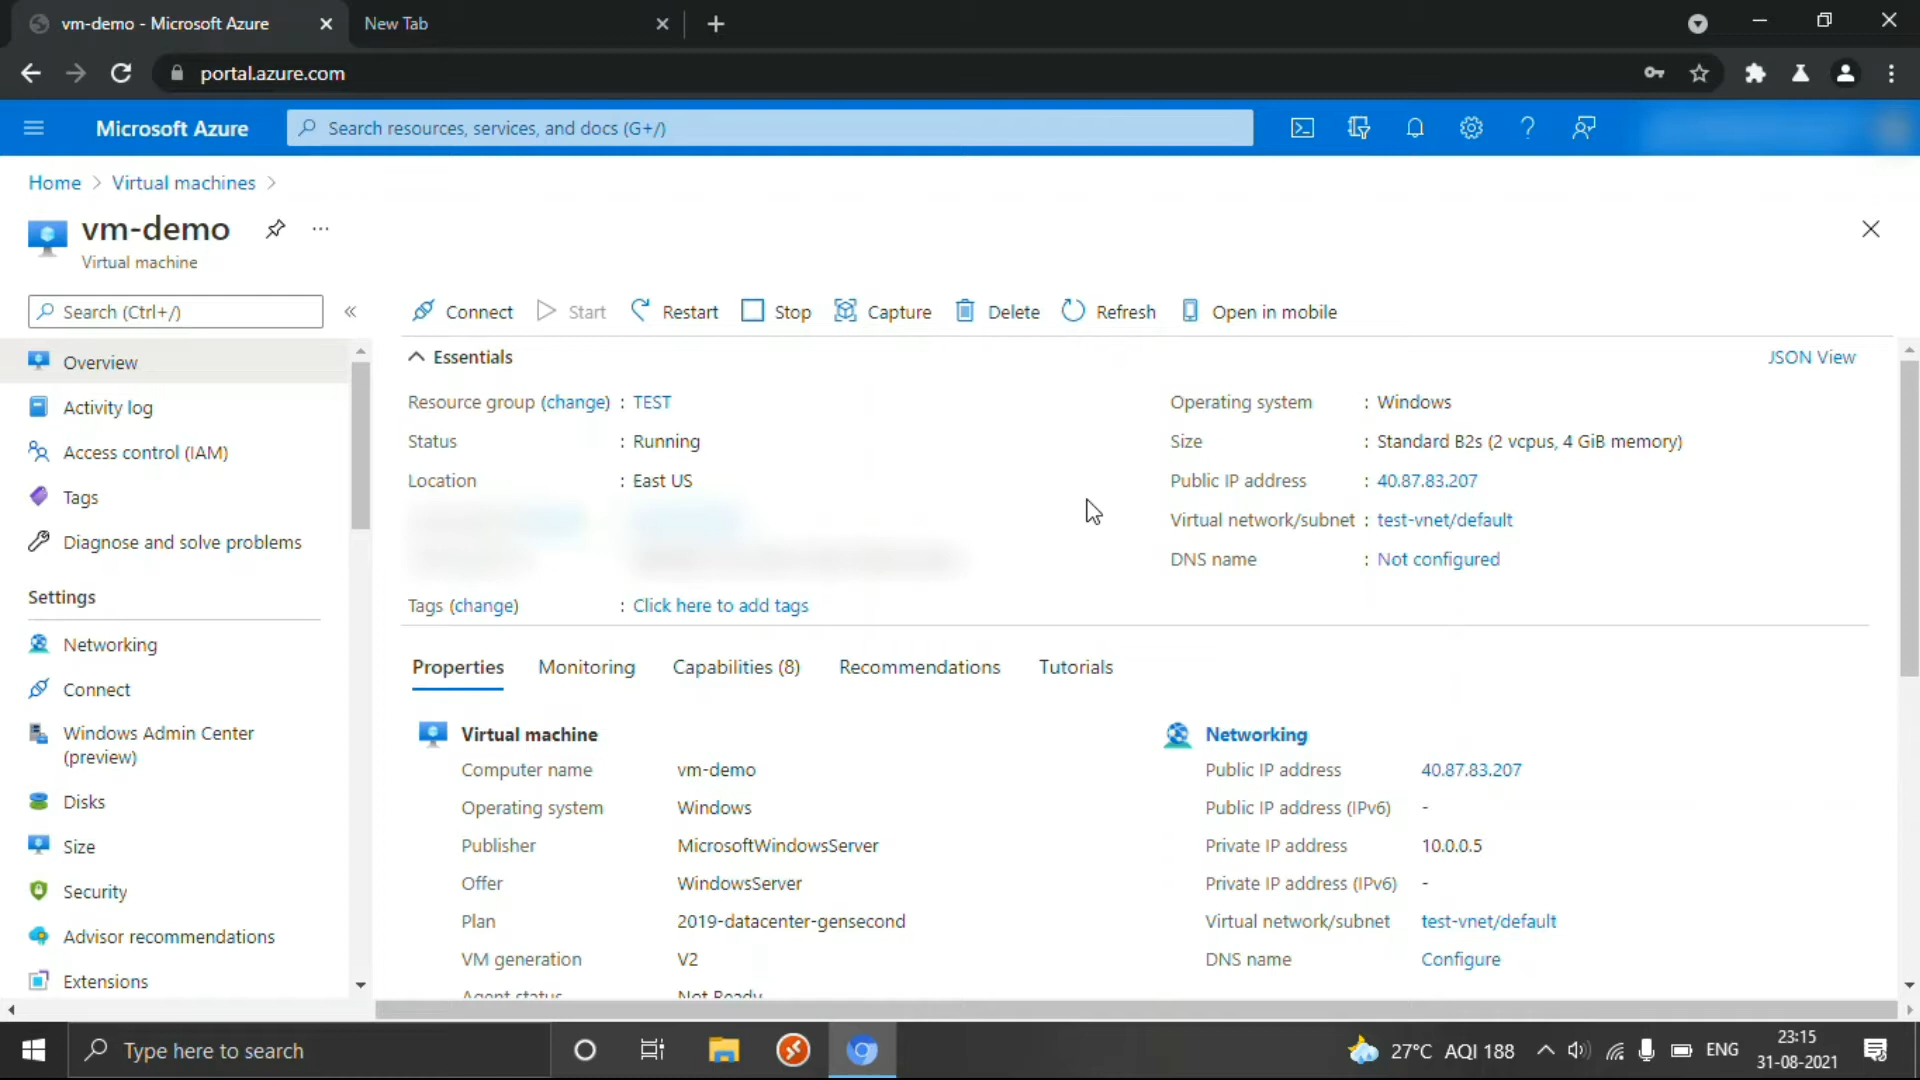 vm-demo - Microsoft Azure
New Tab
portal.azure.com
Microsoft Azure
Search resources, services, and docs (G+/)
Home > Virtual machines >
vm-demo
Virtual machine
Search (Ctrl+/)
Connect
Start
Restart
Stop
Capture
Delete
Refresh
Open in mobile
Overview
Activity log
Access control (IAM)
Tags
Diagnose and solve problems
Settings
Networking
Connect
Windows Admin Center
(preview)
Disks
Size
Security
Advisor recommendations
Extensions
Essentials
JSON View
Resource group (change) : TEST
Status : Running
Location : East US
Tags (change) : Click here to add tags
Operating system : Windows
Size : Standard B2s (2 vcpus, 4 GiB memory)
Public IP address : 40.87.83.207
Virtual network/subnet : test-vnet/default
DNS name : Not configured
Properties
Monitoring
Capabilities (8)
Recommendations
Tutorials
Virtual machine
Computer name vm-demo
Operating system Windows
Publisher MicrosoftWindowsServer
Offer WindowsServer
Plan 2019-datacenter-gensecond
VM generation V2
Agent status Not Ready
Networking
Public IP address 40.87.83.207
Public IP address (IPv6) -
Private IP address 10.0.0.5
Private IP address (IPv6) -
Virtual network/subnet test-vnet/default
DNS name Configure
Type here to search
27°C AQI 188
ENG
23:15
31-08-2021